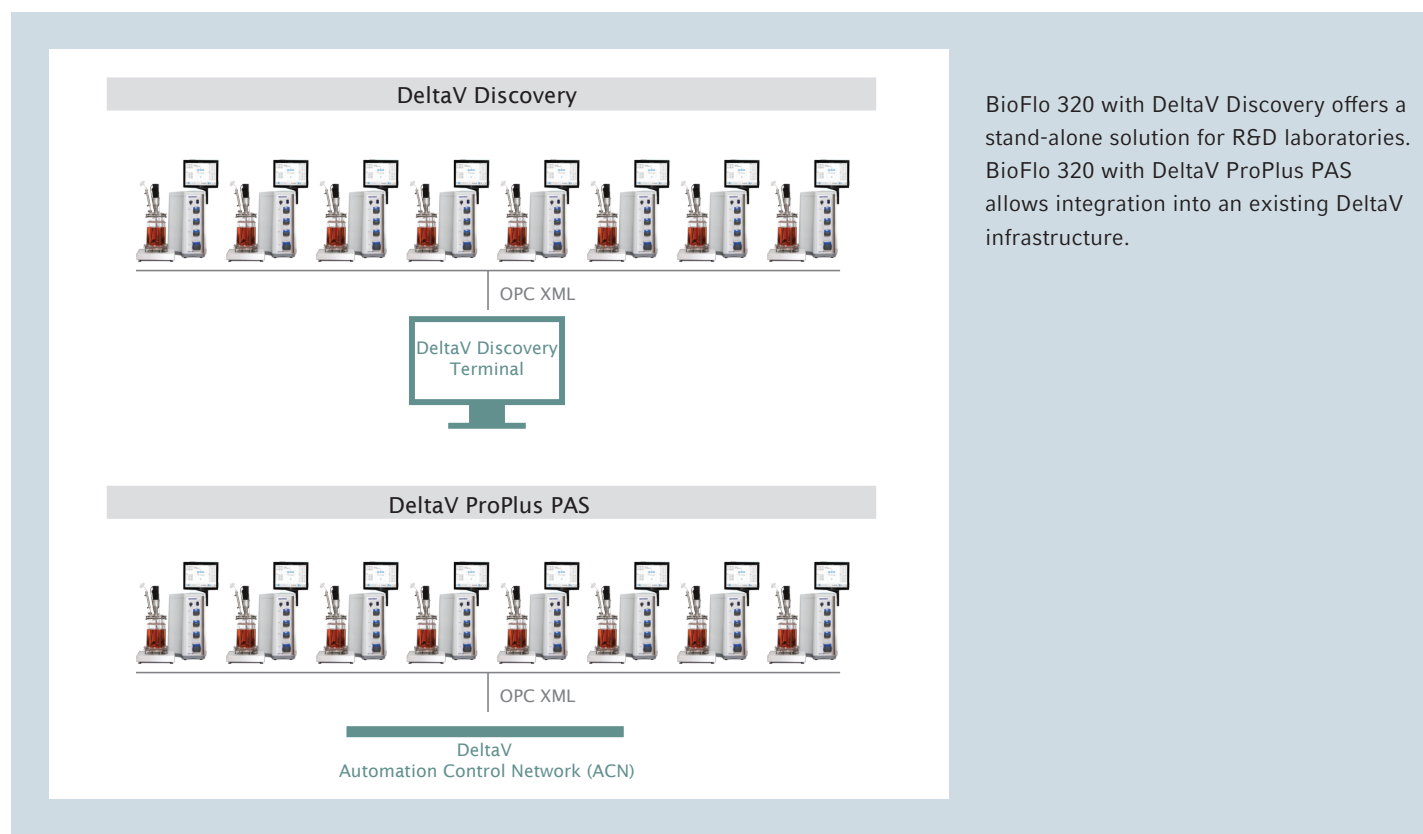 DeltaV Discovery
OPC XML
DeltaV Discovery
Terminal
DeltaV ProPlus PAS
OPC XML
DeltaV
Automation Control Network (ACN)
BioFlo 320 with DeltaV Discovery offers a
stand-alone solution for R&D laboratories.
BioFlo 320 with DeltaV ProPlus PAS
allows integration into an existing DeltaV
infrastructure.